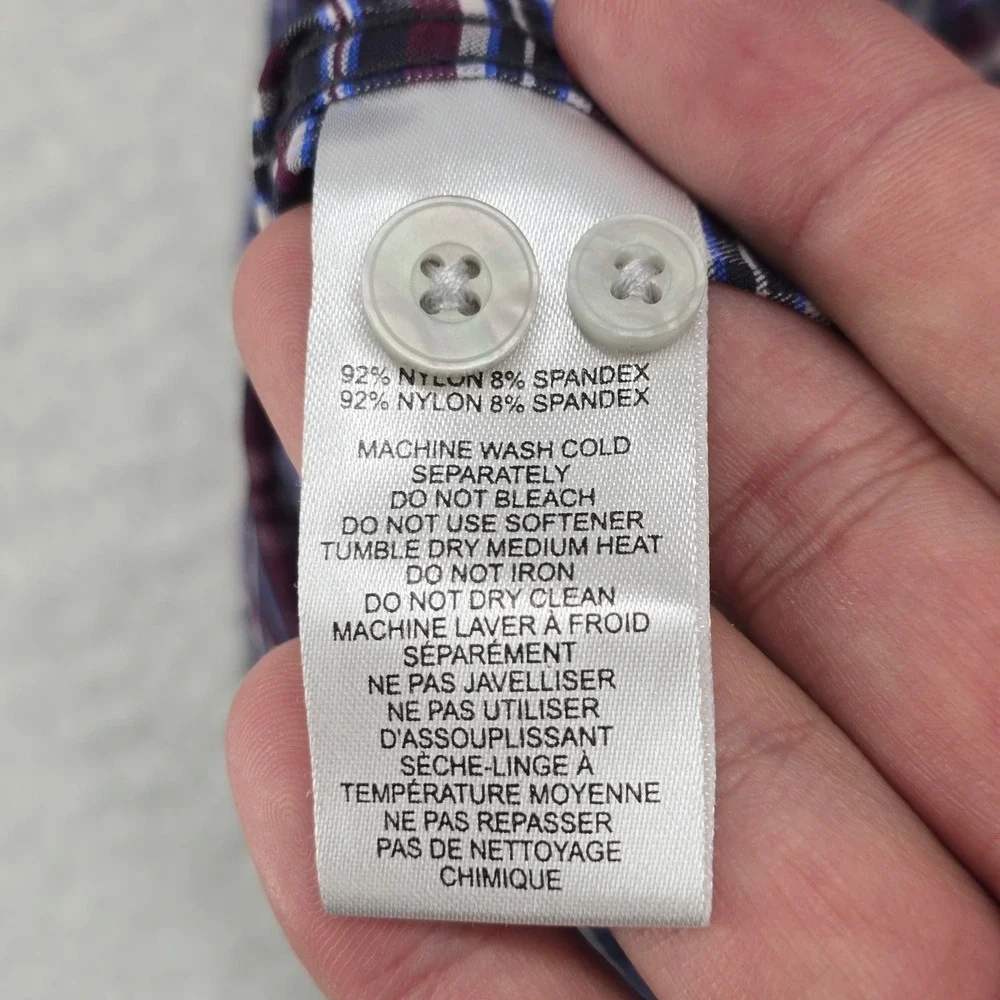 92% NYLON 8% SPANDEX
92% NYLON 8% SPANDEX
MACHINE WASH COLD
SEPARATELY
DO NOT BLEACH
DO NOT USE SOFTENER
TUMBLE DRY MEDIUM HEAT
DO NOT IRON
DO NOT DRY CLEAN
MACHINE LAVER À FROID
SÉPARÉMENT
NE PAS JAVELLISER
NE PAS UTILISER
D'ASSOUPLISSANT
SÈCHE-LINGE À
TEMPÉRATURE MOYENNE
NE PAS REPASSER
PAS DE NETTOYAGE
CHIMIQUE